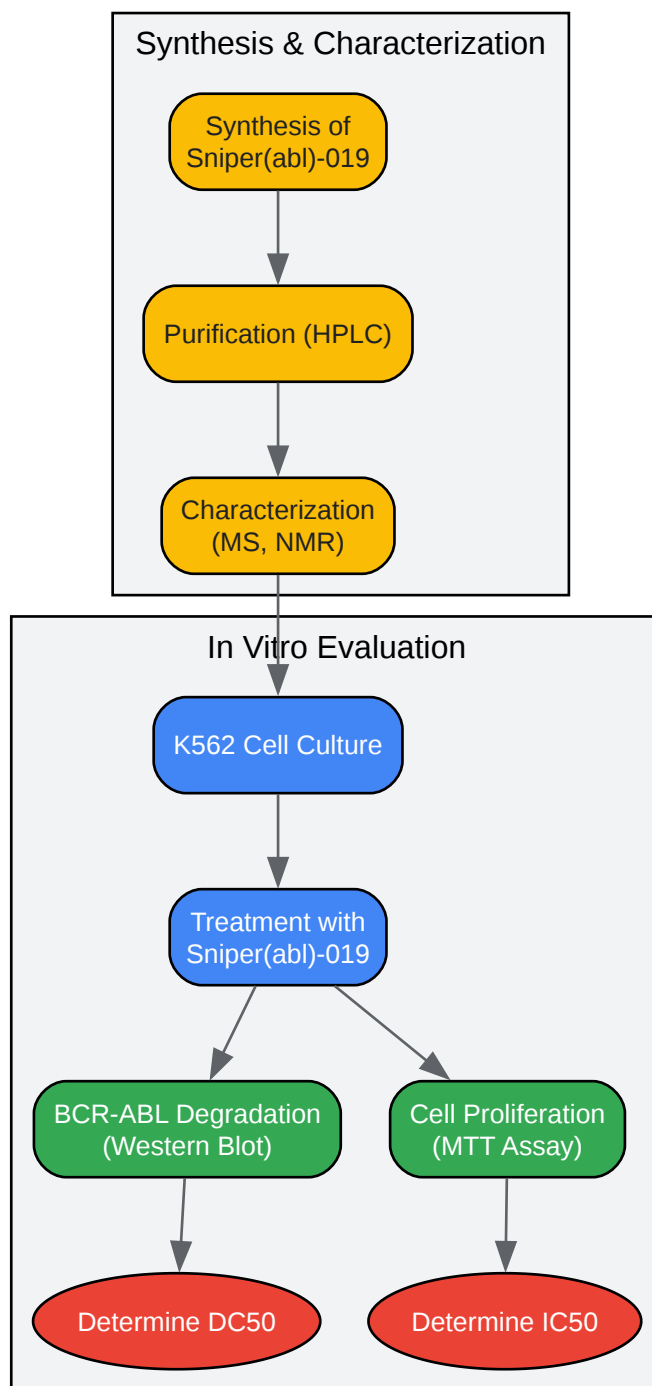 Synthesis & Characterization
Synthesis of
Sniper(abl)-019
Purification (HPLC)
Characterization
(MS, NMR)
In Vitro Evaluation
K562 Cell Culture
Treatment with
Sniper(abl)-019
BCR-ABL Degradation
(Western Blot)
Cell Proliferation
(MTT Assay)
Determine DC50
Determine IC50